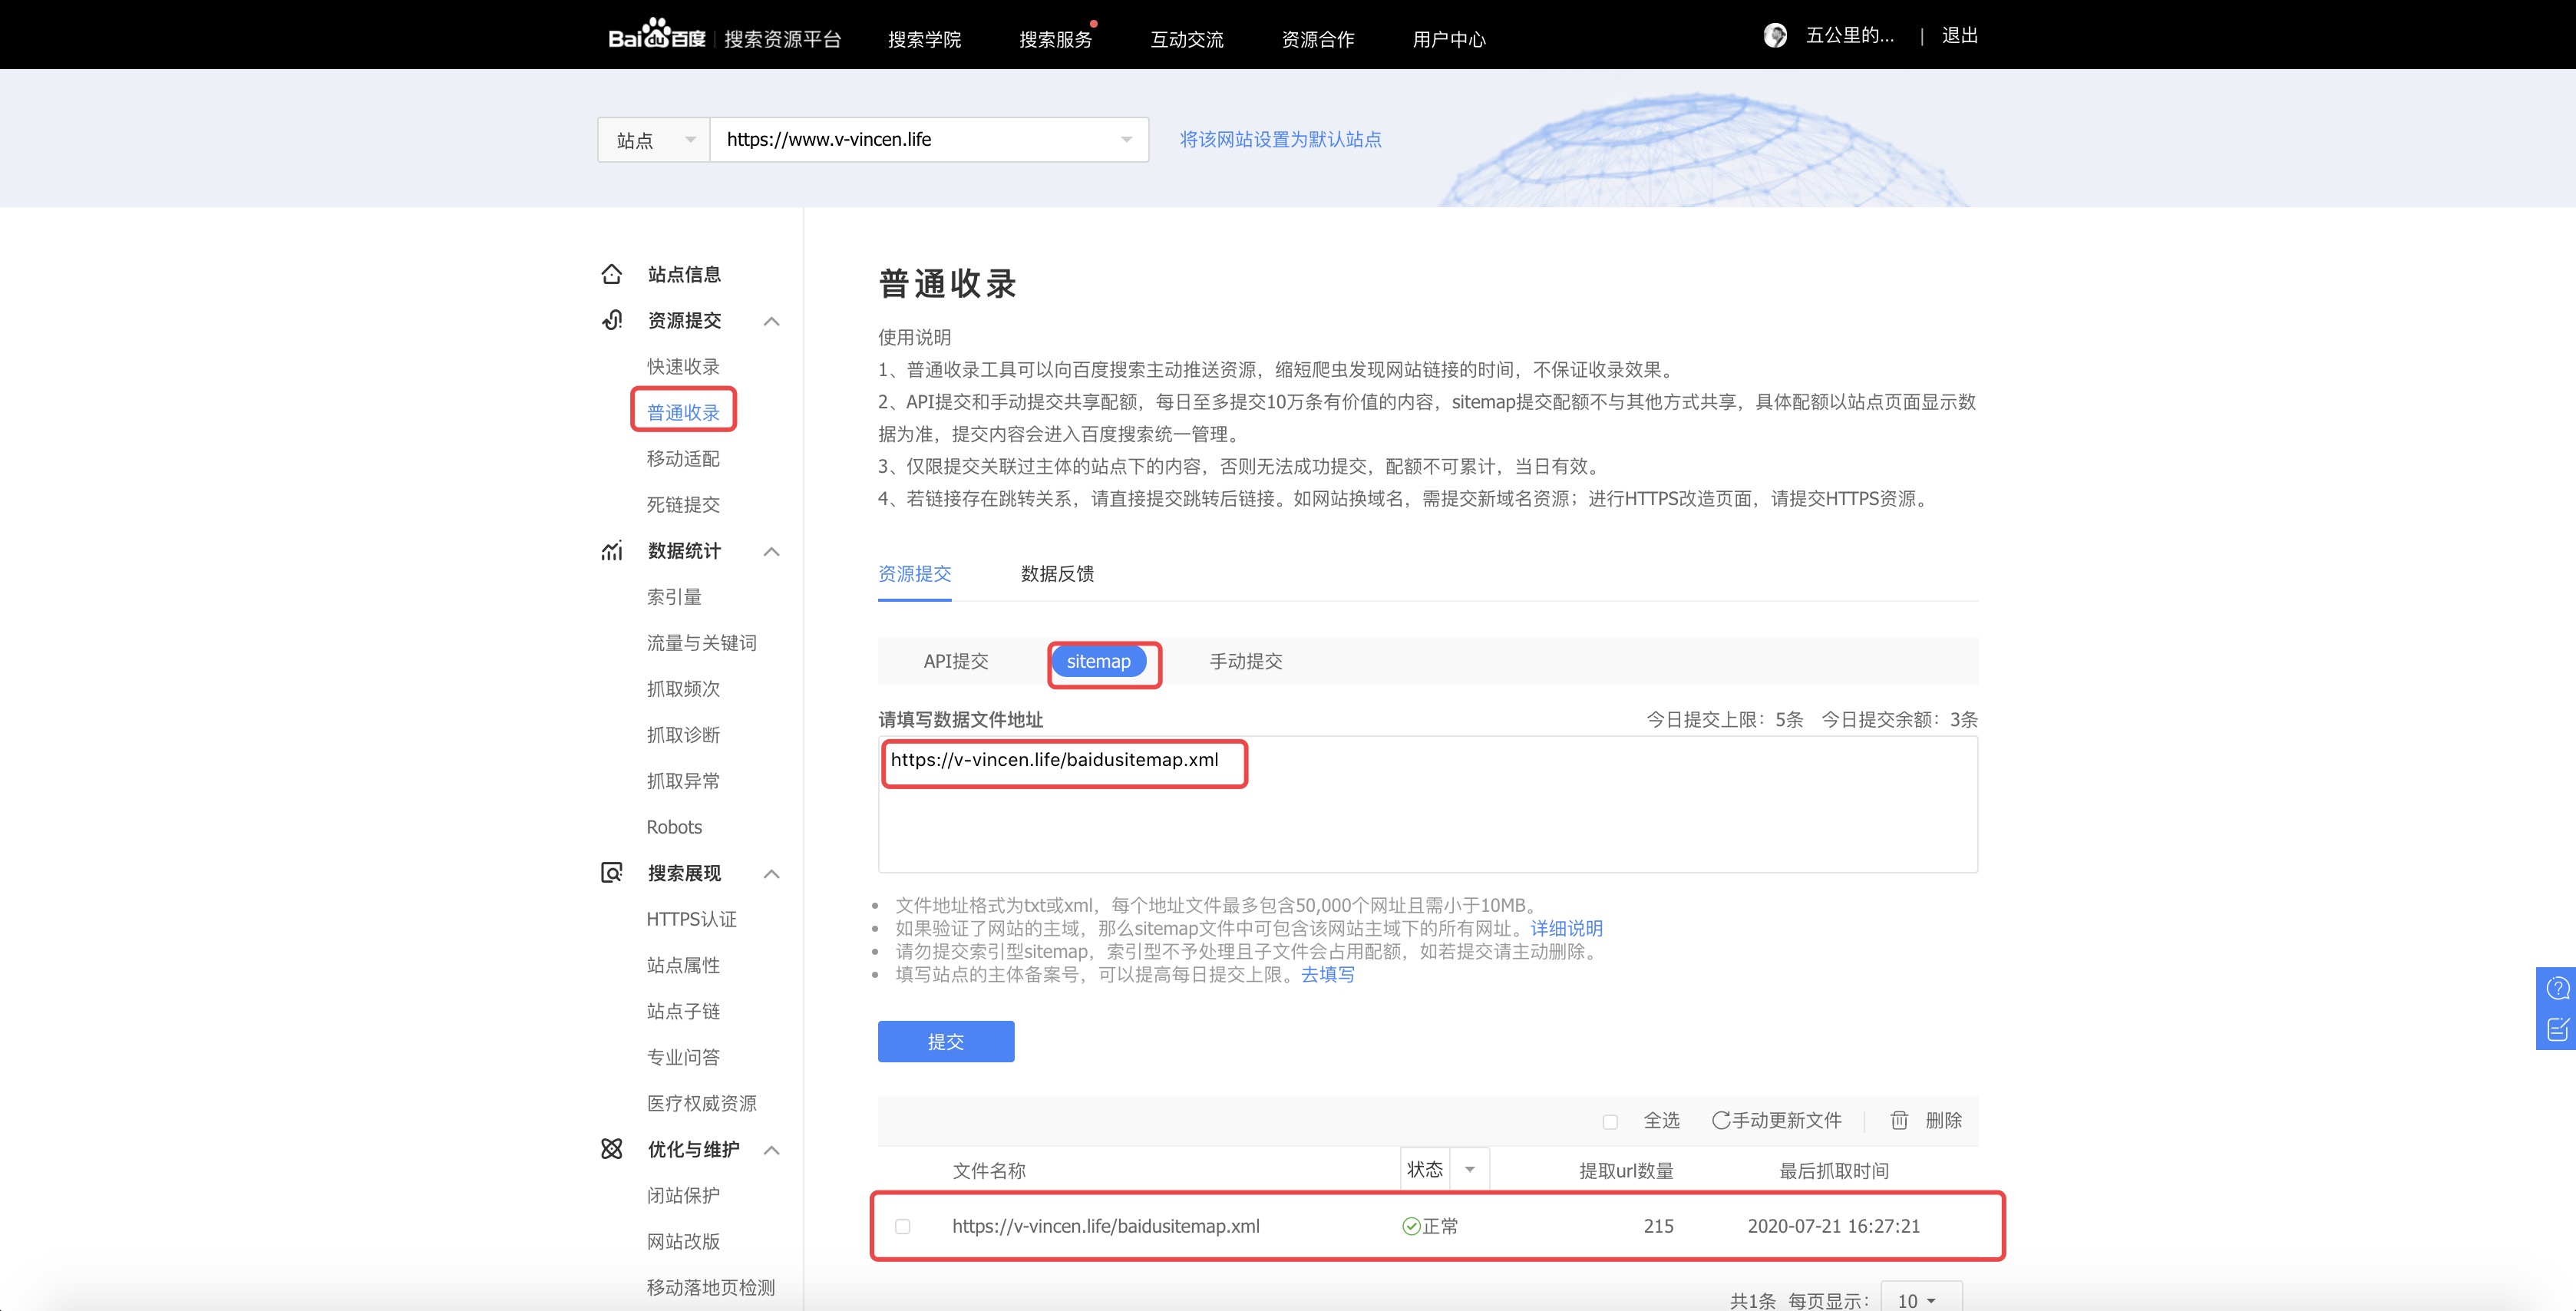 Bai du 百度 搜索资源平台 搜索学院 搜索服务 互动交流 资源合作 用户中心 五公里的... | 退出
站点 https://www.v-vincen.life 将该网站设置为默认站点
站点信息
资源提交
快速收录
普通收录
移动适配
死链提交
数据统计
索引量
流量与关键词
抓取频次
抓取诊断
抓取异常
Robots
搜索展现
HTTPS认证
站点属性
站点子链
专业问答
医疗权威资源
优化与维护
闭站保护
网站改版
移动落地页检测
普通收录
使用说明
1、普通收录工具可以向百度搜索主动推送资源，缩短爬虫发现网站链接的时间，不保证收录效果。
2、API提交和手动提交共享配额，每日至多提交10万条有价值的内容，sitemap提交配额不与其他方式共享，具体配额以站点页面显示数
据为准，提交内容会进入百度搜索统一管理。
3、仅限提交关联过主体的站点下的内容，否则无法成功提交，配额不可累计，当日有效。
4、若链接存在跳转关系，请直接提交跳转后链接。如网站换域名，需提交新域名资源；进行HTTPS改造页面，请提交HTTPS资源。
资源提交 数据反馈
API提交 sitemap 手动提交
请填写数据文件地址 今日提交上限：5条 今日提交余额：3条
https://v-vincen.life/baidusitemap.xml
• 文件地址格式为txt或xml，每个地址文件最多包含50,000个网址且需小于10MB。
• 如果验证了网站的主域，那么sitemap文件中可包含该网站主域下的所有网址。详细说明
• 请勿提交索引型sitemap，索引型不予处理且子文件会占用配额，如若提交请主动删除。
• 填写站点的主体备案号，可以提高每日提交上限。去填写
提交
全选 手动更新文件 删除
文件名称 状态 提取url数量 最后抓取时间
https://v-vincen.life/baidusitemap.xml 正常 215 2020-07-21 16:27:21
共1条 每页显示： 10